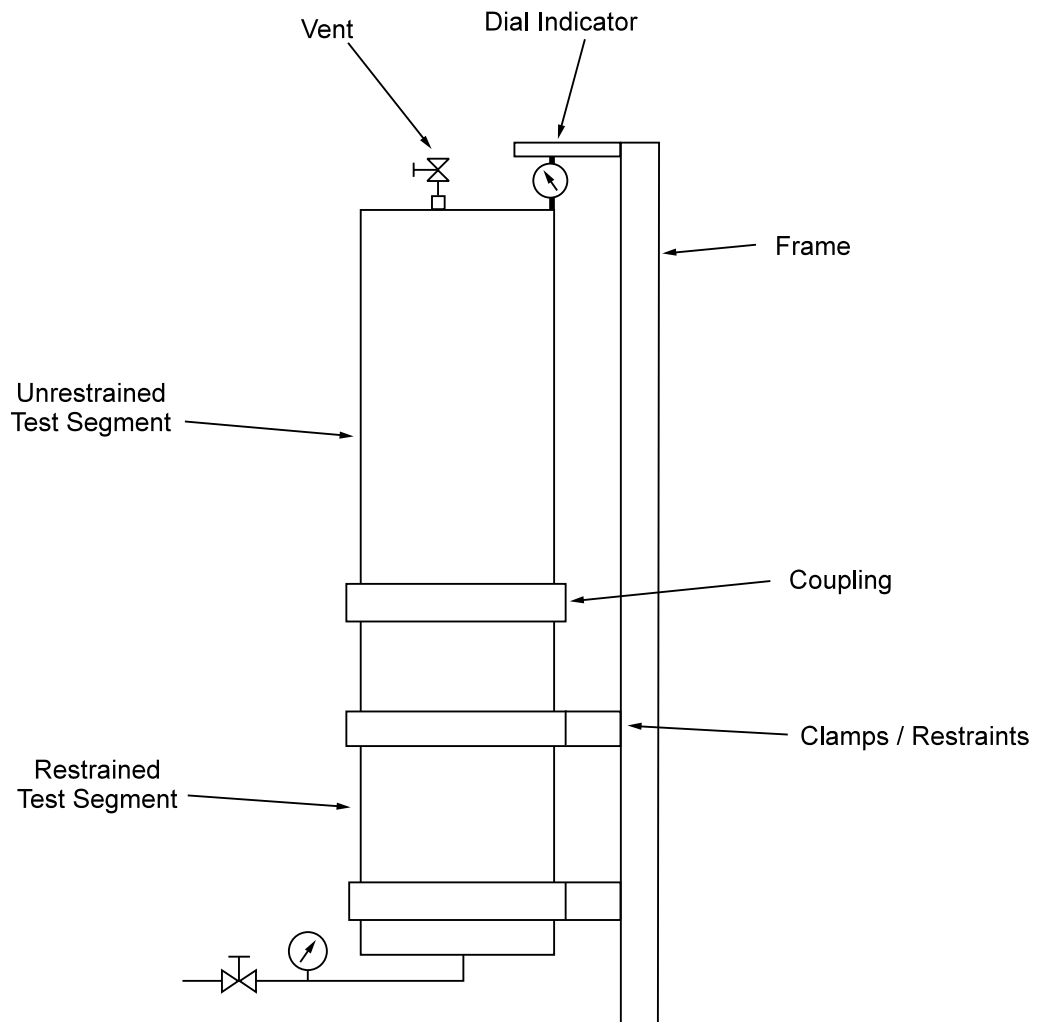 Vent
Dial Indicator
Frame
Unrestrained
Test Segment
Coupling
Clamps / Restraints
Restrained
Test Segment